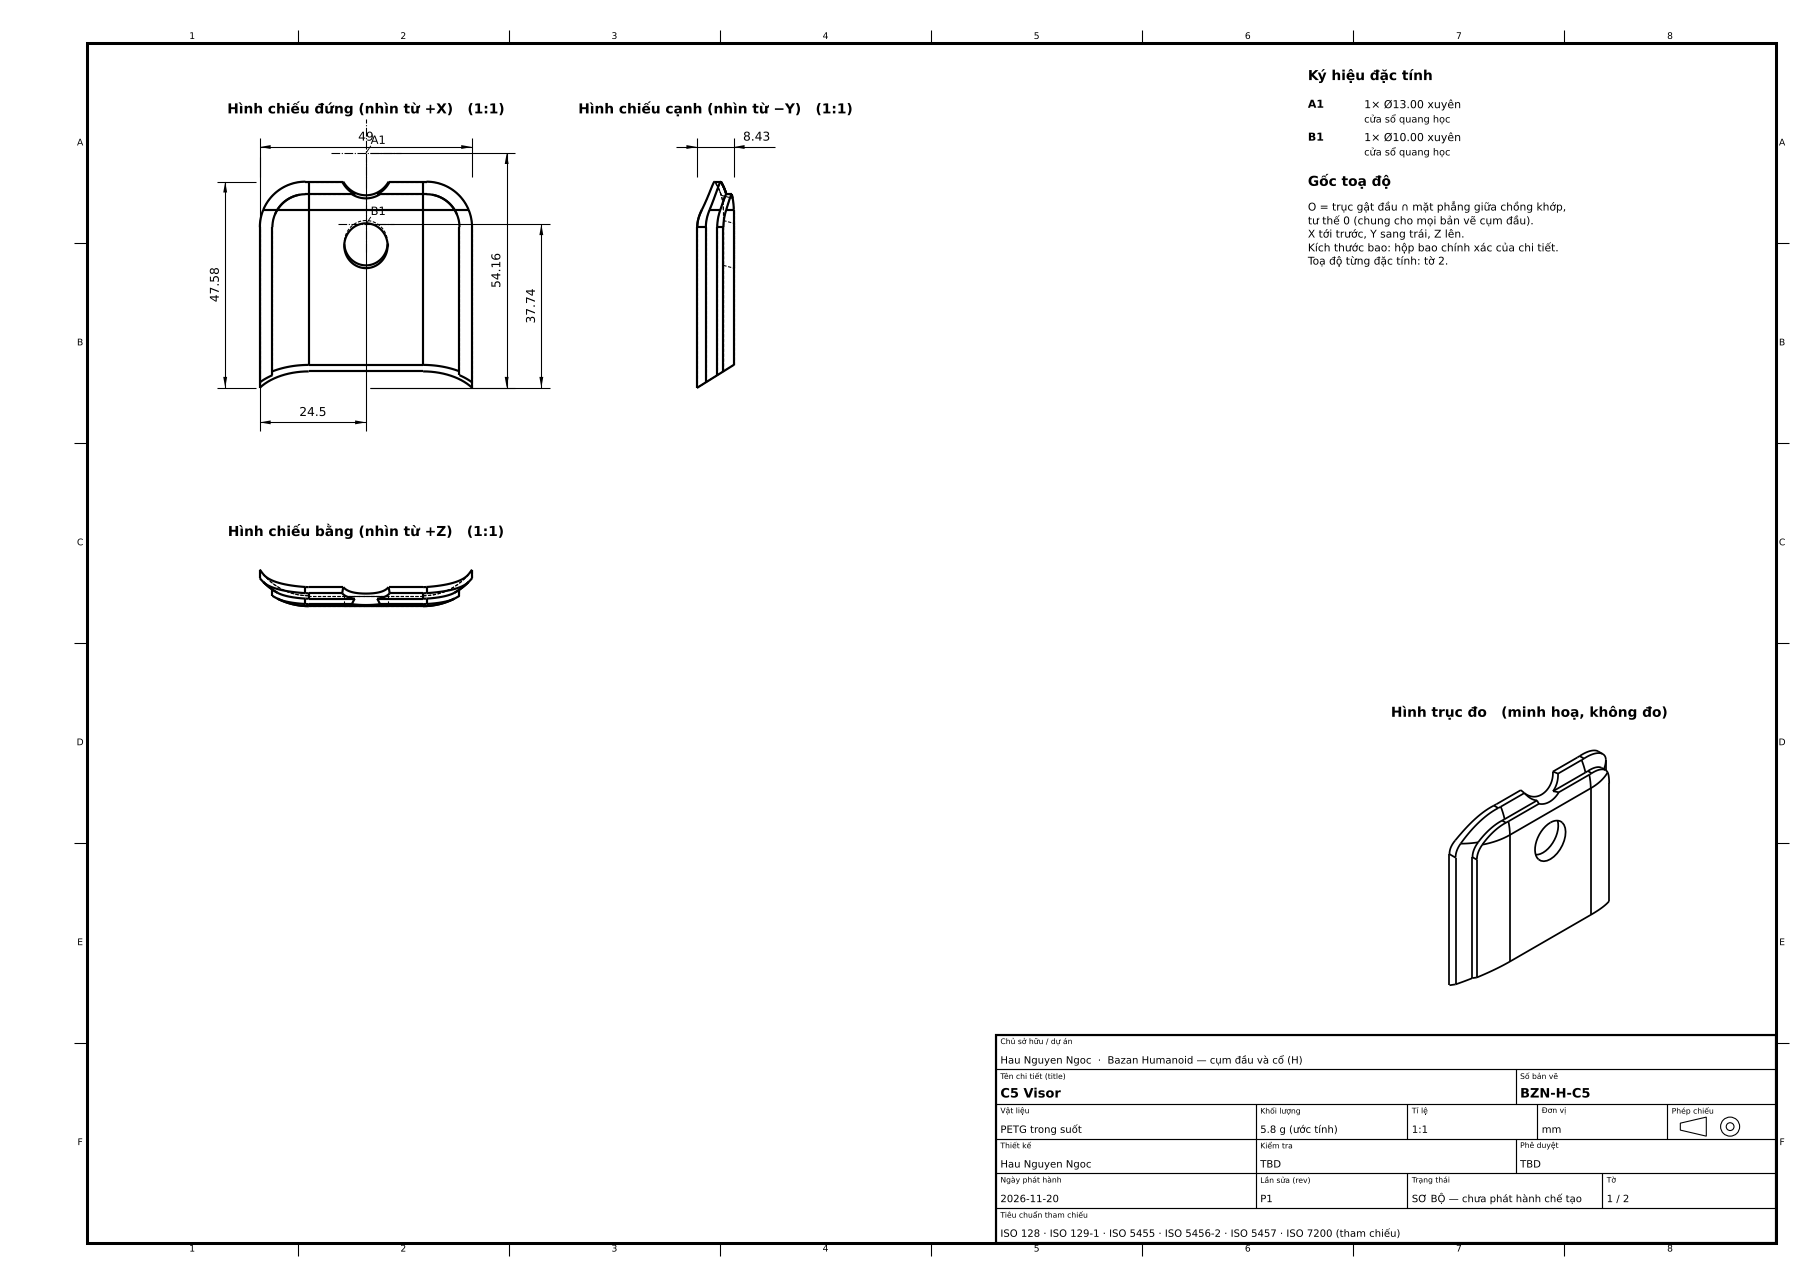 1 2 3 4 5 6 7 8
Ký hiệu đặc tính
A1 1× Ø13.00 xuyên
cửa sổ quang học
B1 1× Ø10.00 xuyên
cửa sổ quang học
Gốc toạ độ
O = trục gật đầu ∩ mặt phẳng giữa chồng khớp,
tư thế 0 (chung cho mọi bản vẽ cụm đầu).
X tới trước, Y sang trái, Z lên.
Kích thước bao: hộp bao chính xác của chi tiết.
Toạ độ từng đặc tính: tờ 2.
Hình chiếu đứng (nhìn từ +X) (1:1)
49
A1
B1
47.58
54.16
37.74
24.5
Hình chiếu cạnh (nhìn từ −Y) (1:1)
8.43
Hình chiếu bằng (nhìn từ +Z) (1:1)
Hình trục đo (minh hoạ, không đo)
A A
B B
C C
D D
E E
F F
Chủ sở hữu / dự án
Hau Nguyen Ngoc · Bazan Humanoid — cụm đầu và cổ (H)
Tên chi tiết (title) Số bản vẽ
C5 Visor BZN-H-C5
Vật liệu Khối lượng Tỉ lệ Đơn vị Phép chiếu
PETG trong suốt 5.8 g (ước tính) 1:1 mm
Thiết kế Kiểm tra Phê duyệt
Hau Nguyen Ngoc TBD TBD
Ngày phát hành Lần sửa (rev) Trạng thái Tờ
2026-11-20 P1 SƠ BỘ — chưa phát hành chế tạo 1 / 2
Tiêu chuẩn tham chiếu
ISO 128 · ISO 129-1 · ISO 5455 · ISO 5456-2 · ISO 5457 · ISO 7200 (tham chiếu)
1 2 3 4 5 6 7 8